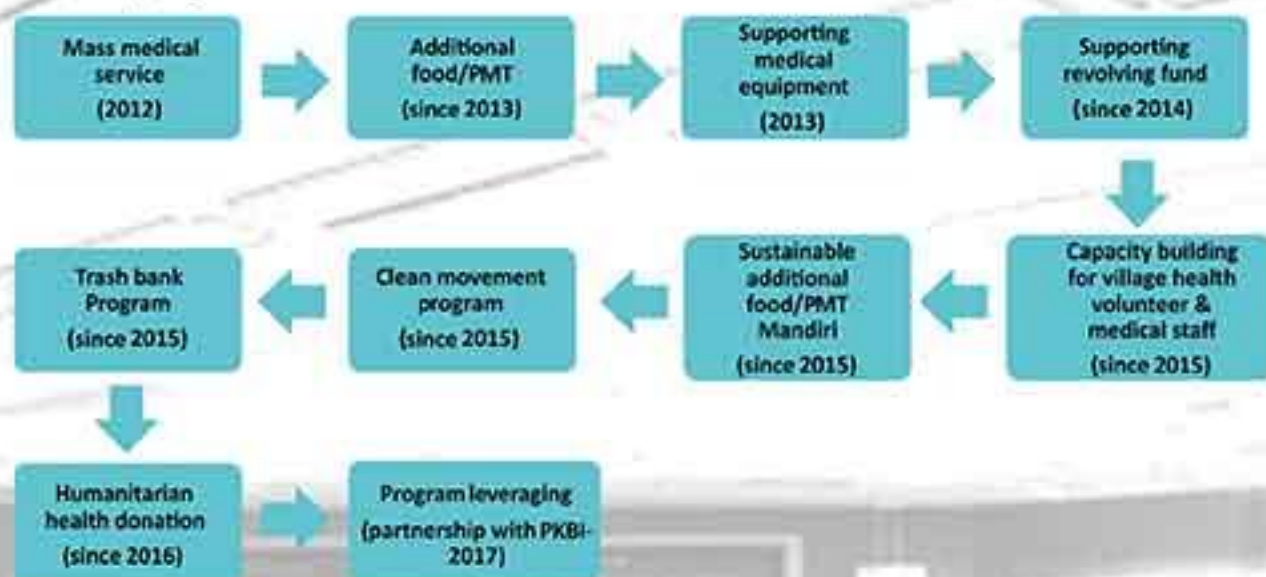 Mass medical
service
(2012)
Additional
food/PMT
(since 2013)
Supporting
medical
equipment
(2013)
Supporting
revolving fund
(since 2014)
Capacity building
for village health
volunteer &
medical staff
(since 2015)
Sustainable
additional
food/PMT
Mandiri
(since 2015)
Clean movement
program
(since 2015)
Trash bank
Program
(since 2015)
Humanitarian
health donation
(since 2016)
Program leveraging
(partnership with PKBI-
2017)